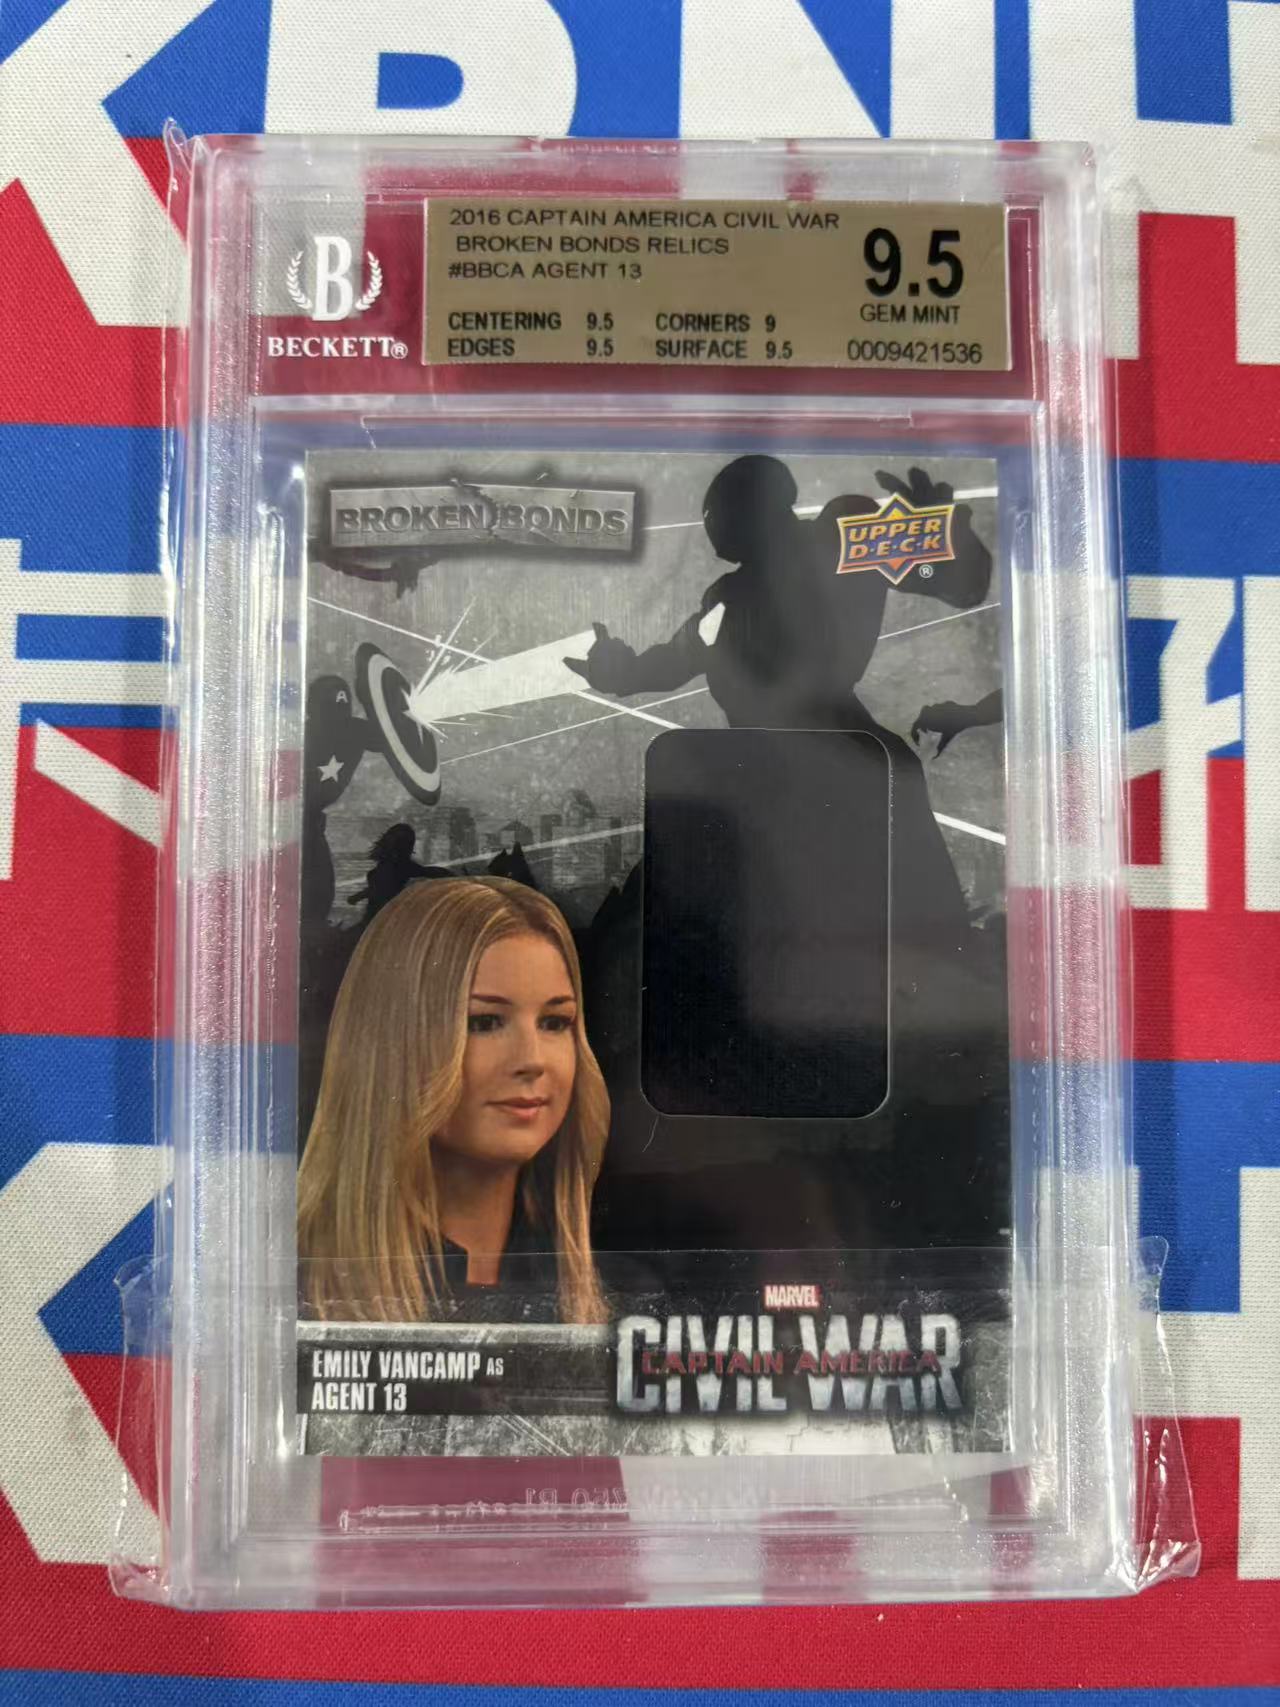 B
BECKETT®
2016 CAPTAIN AMERICA CIVIL WAR
BROKEN BONDS RELICS
#BBCA AGENT 13
CENTERING 9.5 CORNERS 9
EDGES 9.5 SURFACE 9.5
9.5
GEM MINT
0009421536
BROKEN BONDS
UPPER
D·E·C·K
®
A
MARVEL
CIVIL WAR
CAPTAIN AMERICA
EMILY VANCAMP AS
AGENT 13